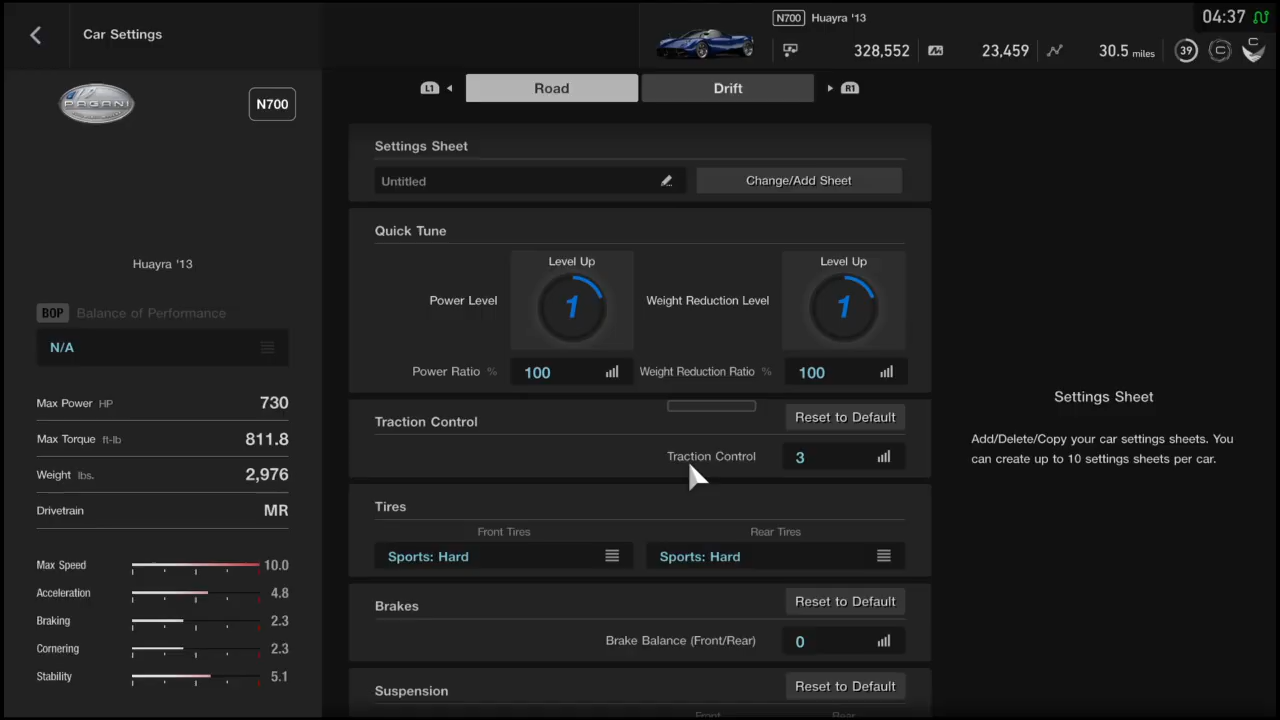 Car Settings
N700 Huayra '13
04:37
328,552 23,459 30.5 miles 39 C C
PAGANI
N700
L1 Road Drift R1
Settings Sheet
Untitled Change/Add Sheet
Quick Tune
Level Up Level Up
Power Level 1 Weight Reduction Level 1
Power Ratio % 100 Weight Reduction Ratio % 100
Traction Control Reset to Default
Traction Control 3
Tires
Front Tires Rear Tires
Sports: Hard Sports: Hard
Brakes Reset to Default
Brake Balance (Front/Rear) 0
Suspension Reset to Default
Front Rear
Huayra '13
BOP Balance of Performance
N/A
Max Power HP 730
Max Torque ft-lb 811.8
Weight lbs. 2,976
Drivetrain MR
Max Speed 10.0
Acceleration 4.8
Braking 2.3
Cornering 2.3
Stability 5.1
Settings Sheet
Add/Delete/Copy your car settings sheets. You
can create up to 10 settings sheets per car.